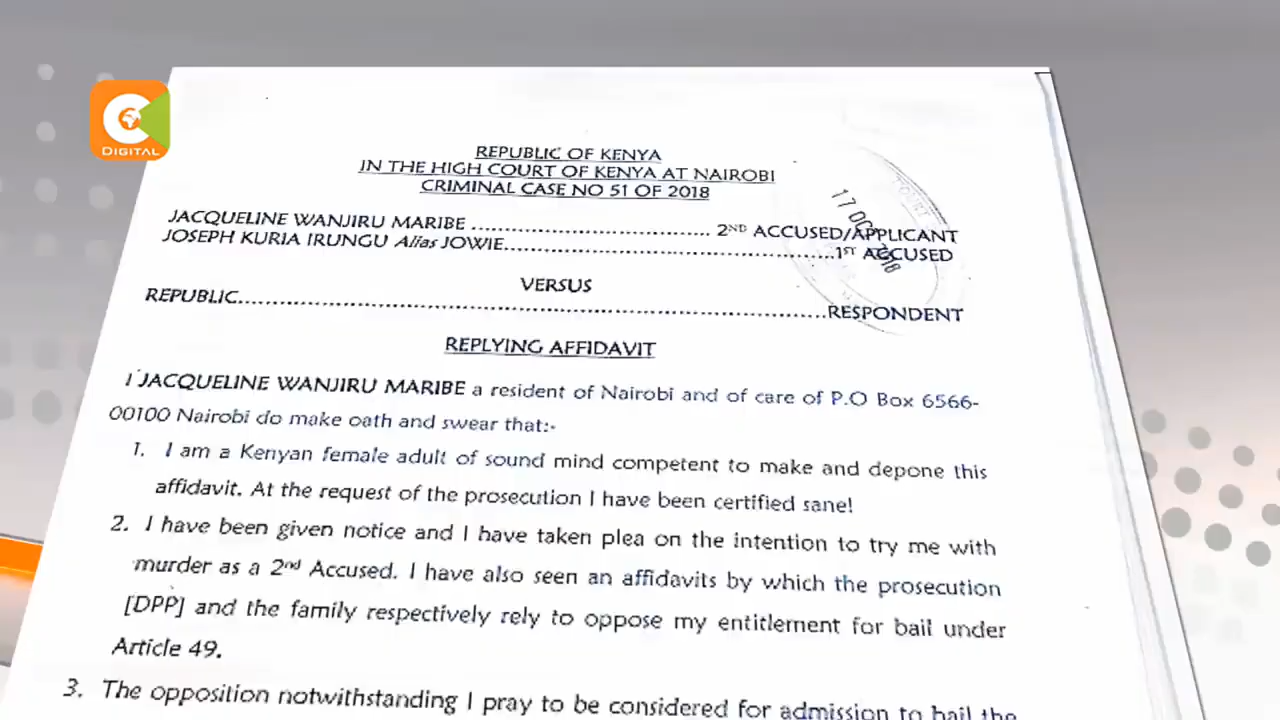 C
DIGITAL
REPUBLIC OF KENYA
IN THE HIGH COURT OF KENYA AT NAIROBI
CRIMINAL CASE NO 51 OF 2018
JACQUELINE WANJIRU MARIBE ........................................ 2ND ACCUSED/APPLICANT
JOSEPH KURIA IRUNGU Alias JOWIE.......................................................1ST ACCUSED
VERSUS
REPUBLIC....................................................................................................RESPONDENT
REPLYING AFFIDAVIT
I JACQUELINE WANJIRU MARIBE a resident of Nairobi and of care of P.O Box 6566-
00100 Nairobi do make oath and swear that:-
1. I am a Kenyan female adult of sound mind competent to make and depone this
affidavit. At the request of the prosecution I have been certified sane!
2. I have been given notice and I have taken plea on the intention to try me with
murder as a 2nd Accused. I have also seen an affidavits by which the prosecution
[DPP] and the family respectively rely to oppose my entitlement for bail under
Article 49.
3. The opposition notwithstanding I pray to be considered for admission to bail the
COURT
17 OCT 2018